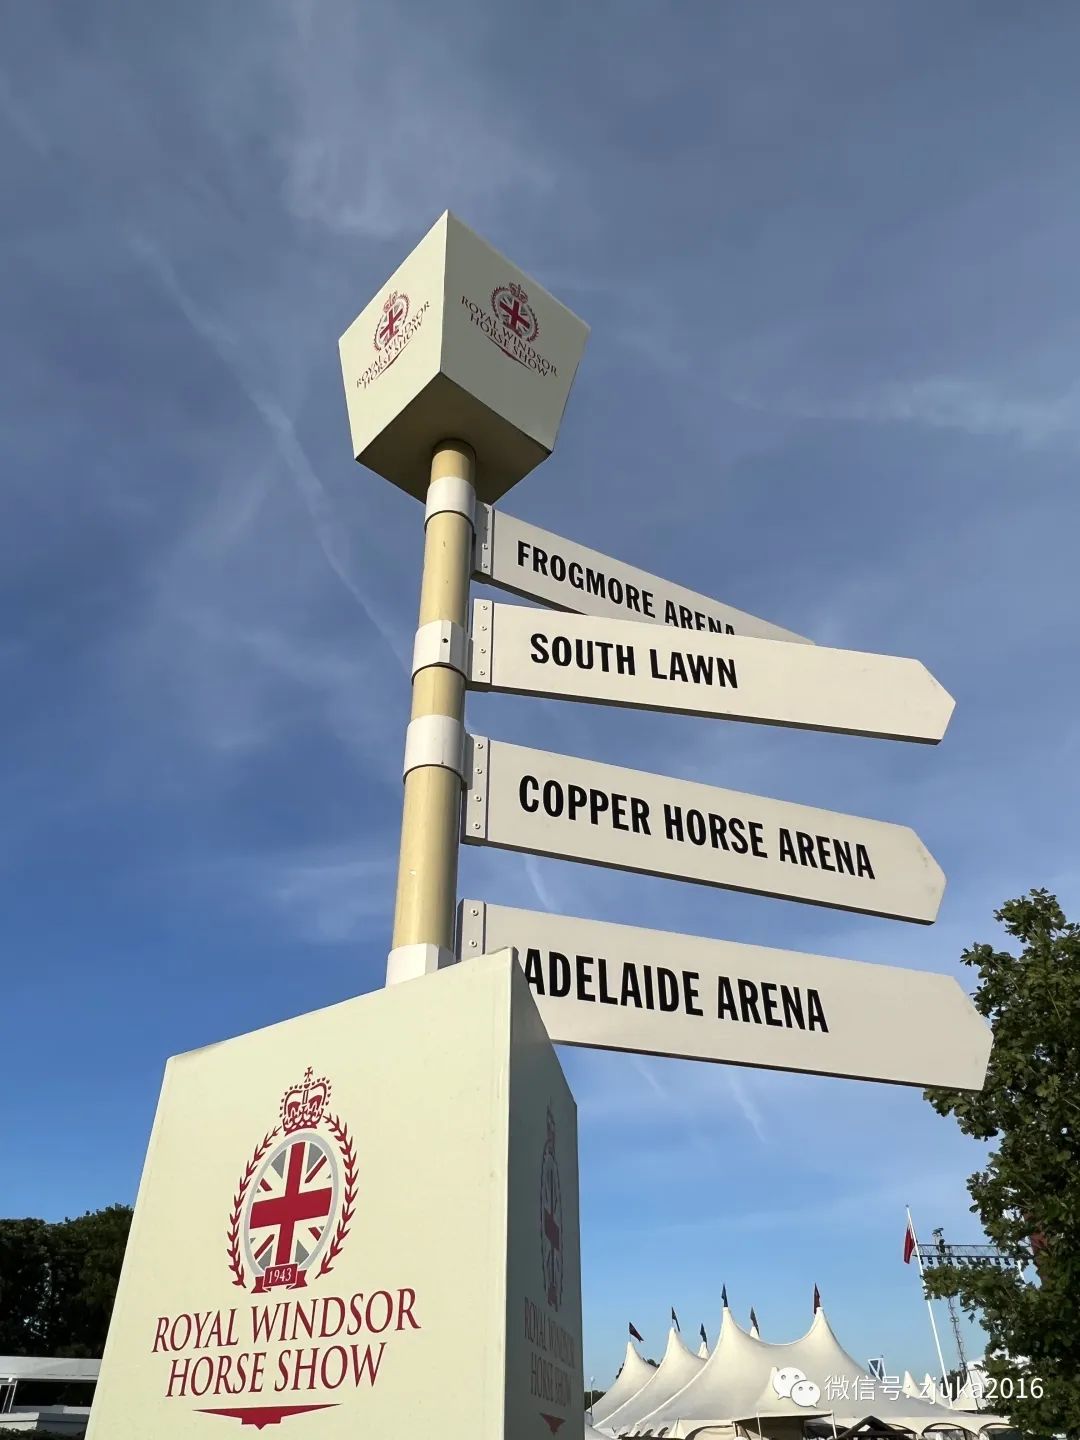 ROYAL WINDSOR
HORSE SHOW
ROYAL WINDSOR
HORSE SHOW
FROGMORE ARENA
SOUTH LAWN
COPPER HORSE ARENA
ADELAIDE ARENA
1943
ROYAL WINDSOR
HORSE SHOW
ROYAL WINDSOR
HORSE SHOW
微信号: zjuka2016